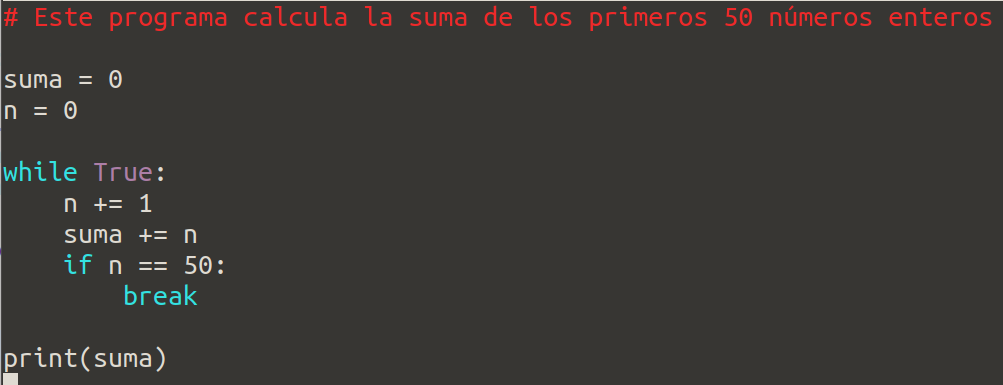 # Este programa calcula la suma de los primeros 50 números enteros

suma = 0
n = 0

while True:
    n += 1
    suma += n
    if n == 50:
        break

print(suma)